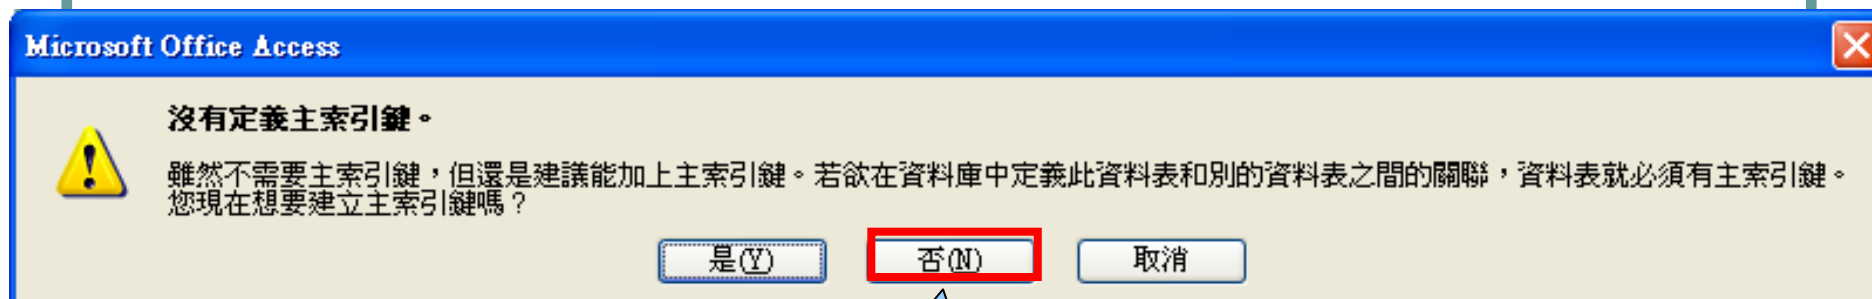 Microsoft Office Access
沒有定義主索引鍵。
雖然不需要主索引鍵，但還是建議能加上主索引鍵。若欲在資料庫中定義此資料表和別的資料表之間的關聯，資料表就必須有主索引鍵。
您現在想要建立主索引鍵嗎？
是(Y) 否(N) 取消